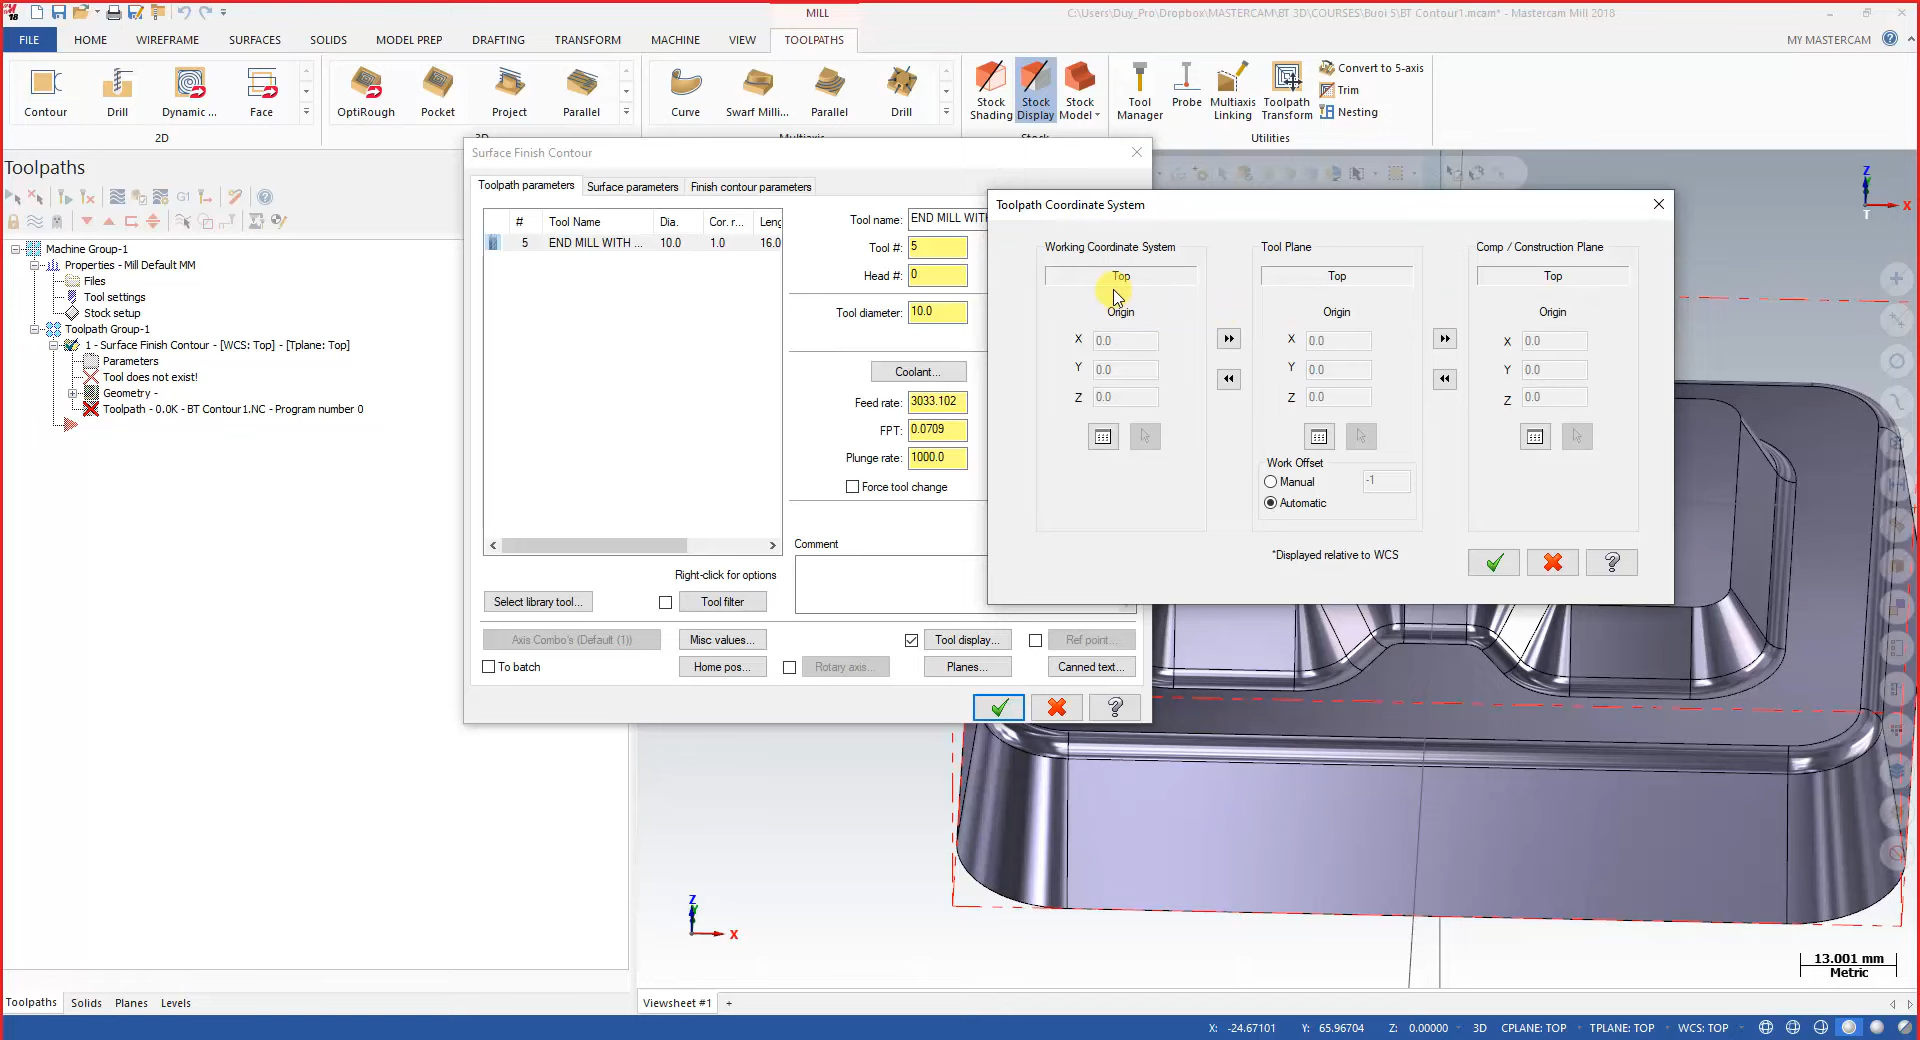 18
MILL
C:\Users\Duy_Pro\Dropbox\MASTERCAM\BT 3D\COURSES\Buoi 5\BT Contour1.mcam* - Mastercam Mill 2018
FILE HOME WIREFRAME SURFACES SOLIDS MODEL PREP DRAFTING TRANSFORM MACHINE VIEW TOOLPATHS MY MASTERCAM
Contour Drill Dynamic ... Face
2D
OptiRough Pocket Project Parallel
3D
Curve Swarf Milli... Parallel Drill
Multiaxis
Stock Shading Stock Display Stock Model
Stock
Tool Manager Probe Multiaxis Linking Toolpath Transform
Convert to 5-axis
Trim
Nesting
Utilities
Toolpaths
G1
Machine Group-1
Properties - Mill Default MM
Files
Tool settings
Stock setup
Toolpath Group-1
1 - Surface Finish Contour - [WCS: Top] - [Tplane: Top]
Parameters
Tool does not exist!
Geometry -
Toolpath - 0.0K - BT Contour1.NC - Program number 0
Surface Finish Contour
Toolpath parameters Surface parameters Finish contour parameters
# Tool Name Dia. Cor. r... Leng
5 END MILL WITH ... 10.0 1.0 16.0
Tool name: END MILL WITH
Tool #: 5
Head #: 0
Tool diameter: 10.0
Coolant...
Feed rate: 3033.102
FPT: 0.0709
Plunge rate: 1000.0
Force tool change
Comment
Right-click for options
Select library tool... Tool filter
Axis Combo's (Default (1)) Misc values... Tool display... Ref point...
To batch Home pos... Rotary axis... Planes... Canned text...
Toolpath Coordinate System
Working Coordinate System
Top
Origin
X 0.0
Y 0.0
Z 0.0
Tool Plane
Top
Origin
X 0.0
Y 0.0
Z 0.0
Work Offset
Manual -1
Automatic
Comp / Construction Plane
Top
Origin
X 0.0
Y 0.0
Z 0.0
*Displayed relative to WCS
Z
X
T
Z
X
13.001 mm
Metric
Toolpaths Solids Planes Levels
Viewsheet #1 +
X: -24.67101 Y: 65.96704 Z: 0.00000 3D CPLANE: TOP TPLANE: TOP WCS: TOP